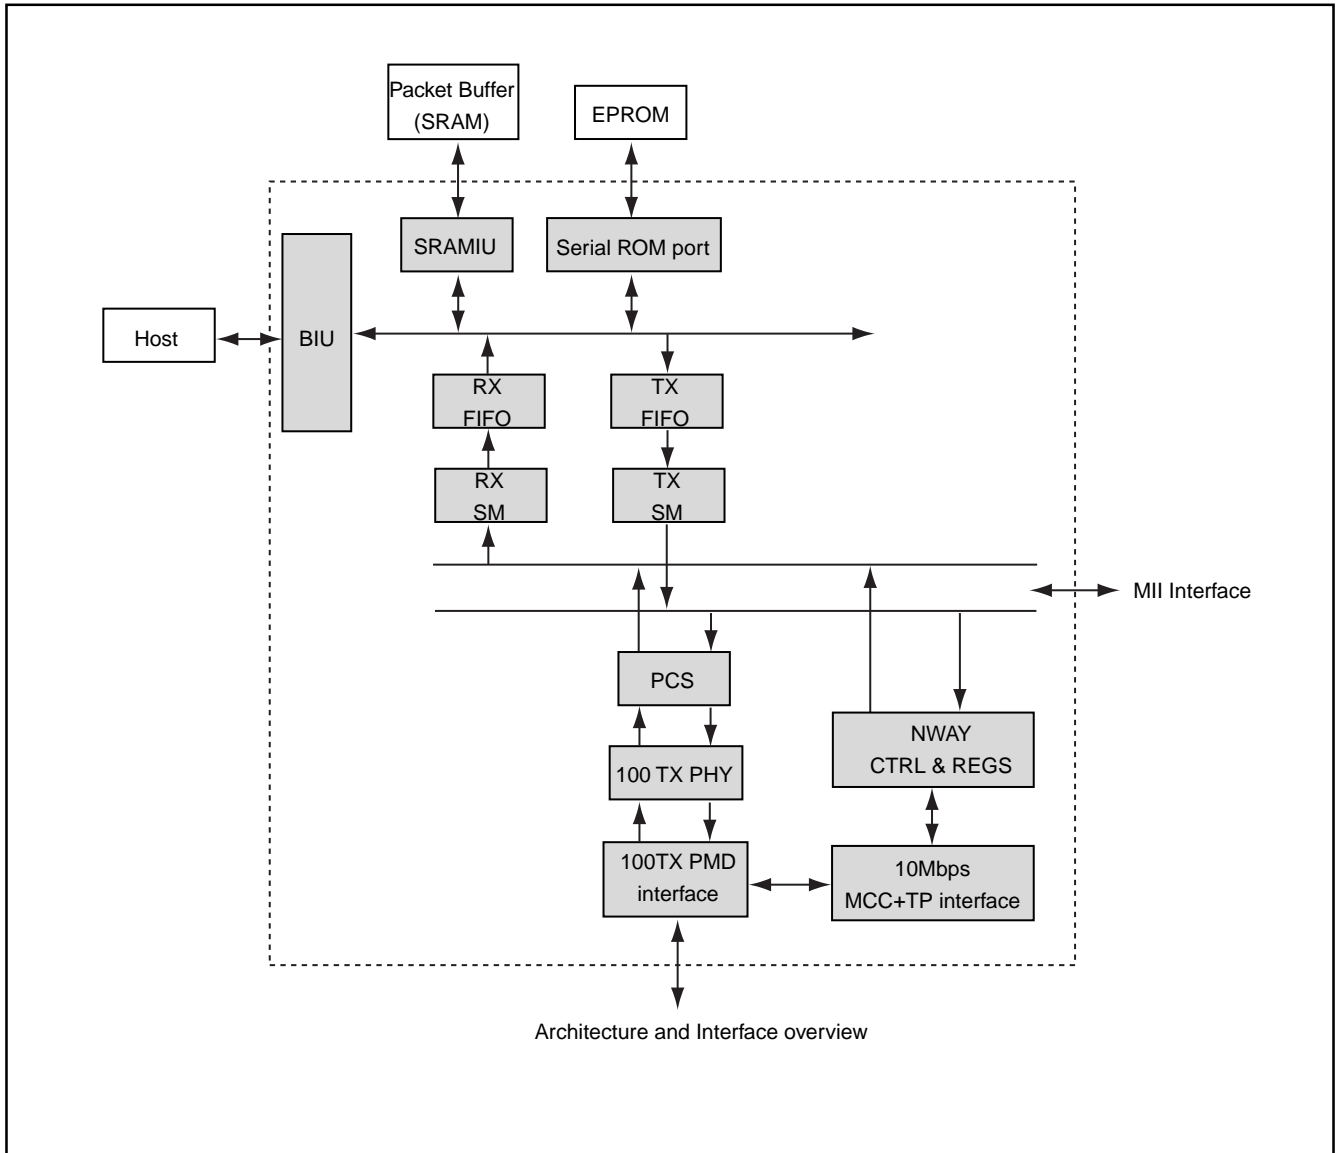 Packet Buffer
(SRAM)
EPROM
SRAMIU
Serial ROM port
Host
BIU
RX
FIFO
TX
FIFO
RX
SM
TX
SM
MII Interface
PCS
NWAY
CTRL & REGS
100 TX PHY
100TX PMD
interface
10Mbps
MCC+TP interface
Architecture and Interface overview